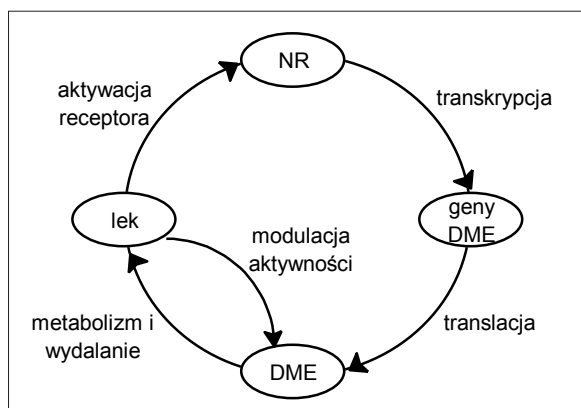 NR
aktywacja
receptora
transkrypcja
lek
geny
DME
modulacja
aktywności
metabolizm i
wydalanie
translacja
DME